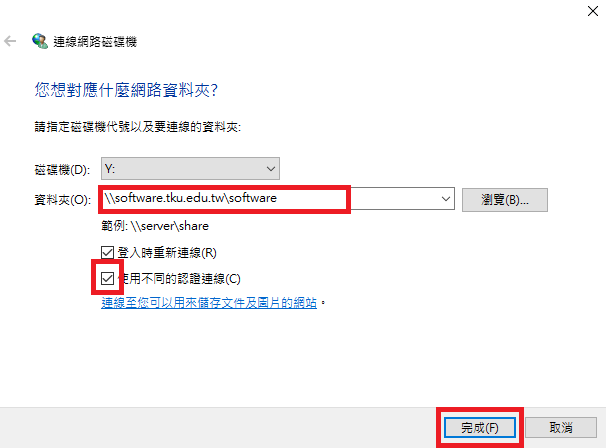 連線網路磁碟機
您想對應什麼網路資料夾?
請指定磁碟機代號以及要連線的資料夾:
磁碟機(D): Y:
資料夾(O): \\software.tku.edu.tw\software 瀏覽(B)...
範例: \\server\share
登入時重新連線(R)
使用不同的認證連線(C)
連線至您可以用來儲存文件及圖片的網站。
完成(F) 取消